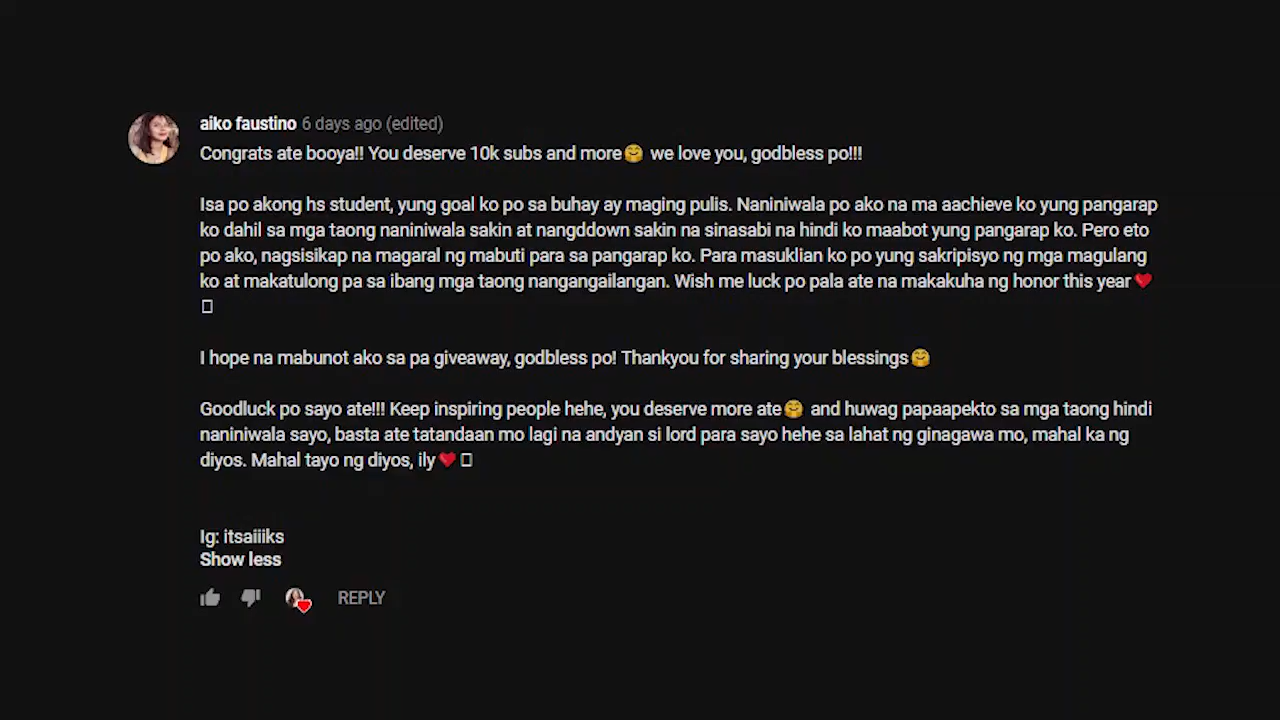 aiko faustino 6 days ago (edited)
Congrats ate booya!! You deserve 10k subs and more🤗 we love you, godbless po!!!
Isa po akong hs student, yung goal ko po sa buhay ay maging pulis. Naniniwala po ako na ma aachieve ko yung pangarap
ko dahil sa mga taong naniniwala sakin at nangddown sakin na sinasabi na hindi ko maabot yung pangarap ko. Pero eto
po ako, nagsisikap na magaral ng mabuti para sa pangarap ko. Para masuklian ko po yung sakripisyo ng mga magulang
ko at makatulong pa sa ibang mga taong nangangailangan. Wish me luck po pala ate na makakuha ng honor this year❤
I hope na mabunot ako sa pa giveaway, godbless po! Thankyou for sharing your blessings🤗
Goodluck po sayo ate!!! Keep inspiring people hehe, you deserve more ate🤗 and huwag papaapekto sa mga taong hindi
naniniwala sayo, basta ate tatandaan mo lagi na andyan si lord para sayo hehe sa lahat ng ginagawa mo, mahal ka ng
diyos. Mahal tayo ng diyos, ily❤
Ig: itsaiiiks
Show less
REPLY